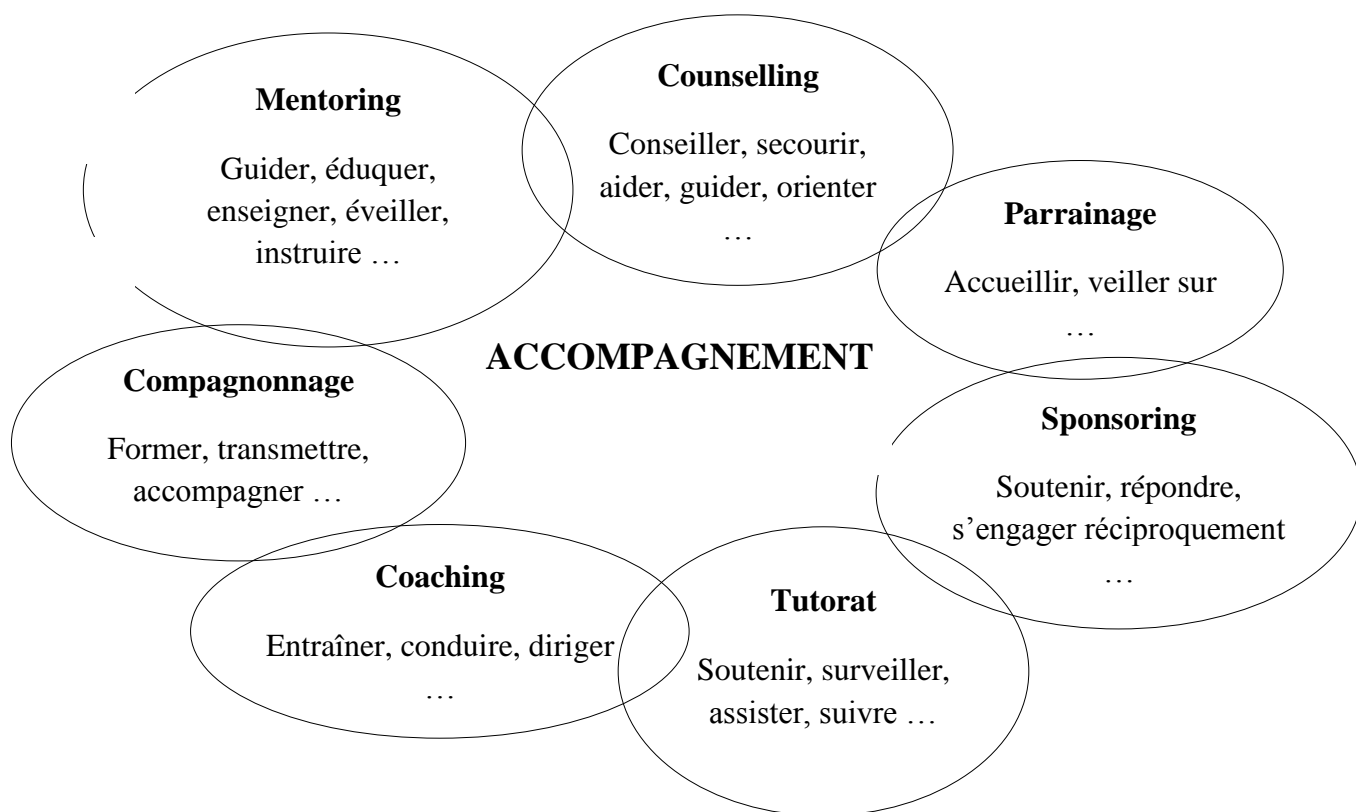 Mentoring
Guider, éduquer,
enseigner, éveiller,
instruire …
Counselling
Conseiller, secourir,
aider, guider, orienter
…
Parrainage
Accueillir, veiller sur
…
ACCOMPAGNEMENT
Compagnonnage
Former, transmettre,
accompagner …
Sponsoring
Soutenir, répondre,
s’engager réciproquement
…
Coaching
Entraîner, conduire, diriger
…
Tutorat
Soutenir, surveiller,
assister, suivre …